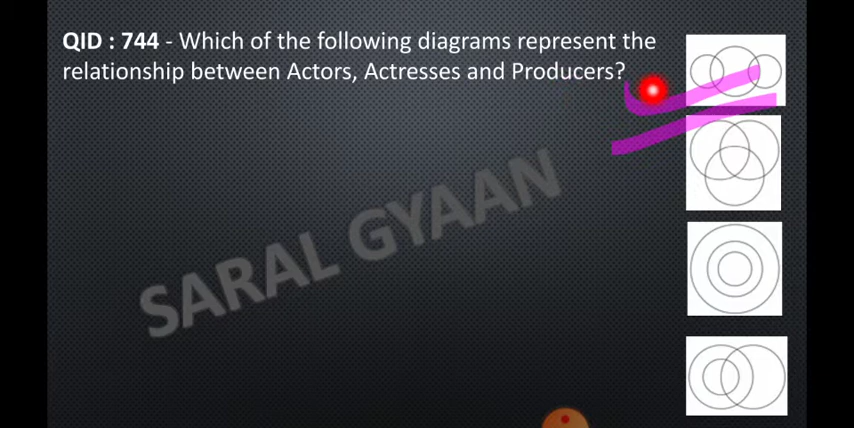 QID : 744 - Which of the following diagrams represent the
relationship between Actors, Actresses and Producers?
SARAL GYAAN